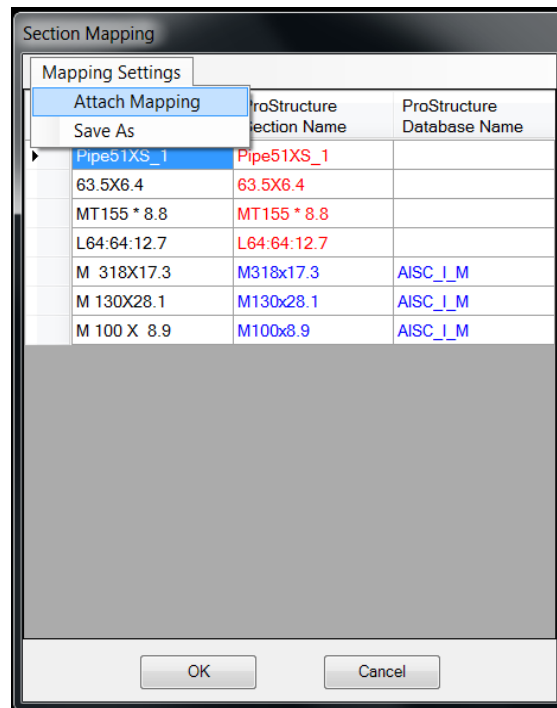 Section Mapping
Mapping Settings
Attach Mapping
Save As
ProStructure
Section Name
ProStructure
Database Name
Pipe51XS_1 Pipe51XS_1
63.5X6.4 63.5X6.4
MT155 * 8.8 MT155 * 8.8
L64:64:12.7 L64:64:12.7
M 318X17.3 M318x17.3 AISC_I_M
M 130X28.1 M130x28.1 AISC_I_M
M 100 X 8.9 M100x8.9 AISC_I_M
OK Cancel